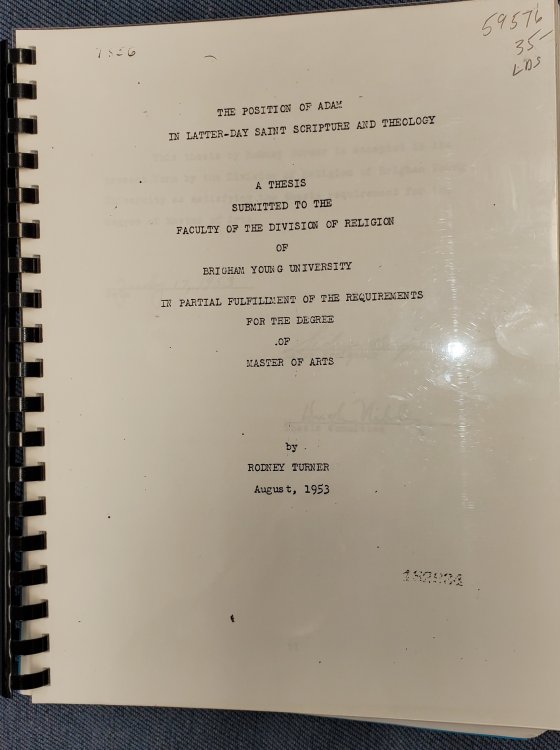 59576
35-
LDS
THE POSITION OF ADAM
IN LATTER-DAY SAINT SCRIPTURE AND THEOLOGY
A THESIS
SUBMITTED TO THE
FACULTY OF THE DIVISION OF RELIGION
OF
BRIGHAM YOUNG UNIVERSITY
IN PARTIAL FULFILLMENT OF THE REQUIREMENTS
FOR THE DEGREE
OF
MASTER OF ARTS
by
RODNEY TURNER
August, 1953